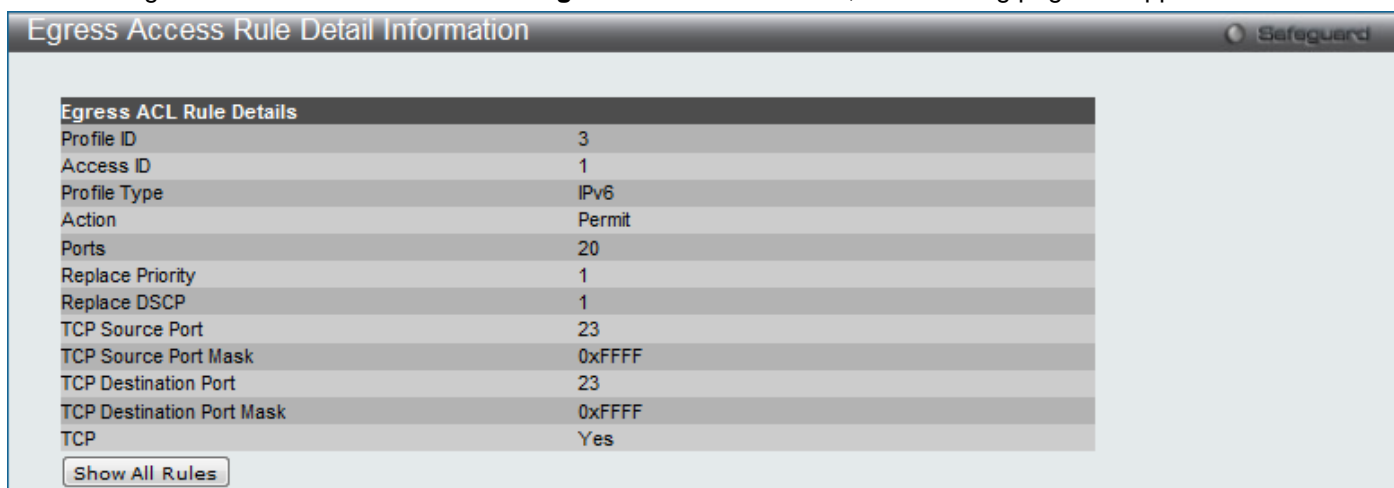 Egress Access Rule Detail Information
Safeguard
Egress ACL Rule Details
Profile ID 3
Access ID 1
Profile Type IPv6
Action Permit
Ports 20
Replace Priority 1
Replace DSCP 1
TCP Source Port 23
TCP Source Port Mask 0xFFFF
TCP Destination Port 23
TCP Destination Port Mask 0xFFFF
TCP Yes
Show All Rules